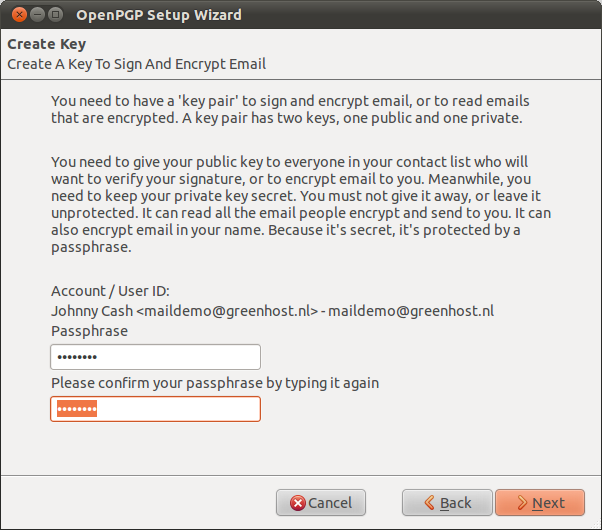 OpenPGP Setup Wizard
Create Key
Create A Key To Sign And Encrypt Email
You need to have a 'key pair' to sign and encrypt email, or to read emails
that are encrypted. A key pair has two keys, one public and one private.
You need to give your public key to everyone in your contact list who will
want to verify your signature, or to encrypt email to you. Meanwhile, you
need to keep your private key secret. You must not give it away, or leave it
unprotected. It can read all the email people encrypt and send to you. It can
also encrypt email in your name. Because it's secret, it's protected by a
passphrase.
Account / User ID:
Johnny Cash <maildemo@greenhost.nl> - maildemo@greenhost.nl
Passphrase
••••••••
Please confirm your passphrase by typing it again
••••••••
Cancel Back Next